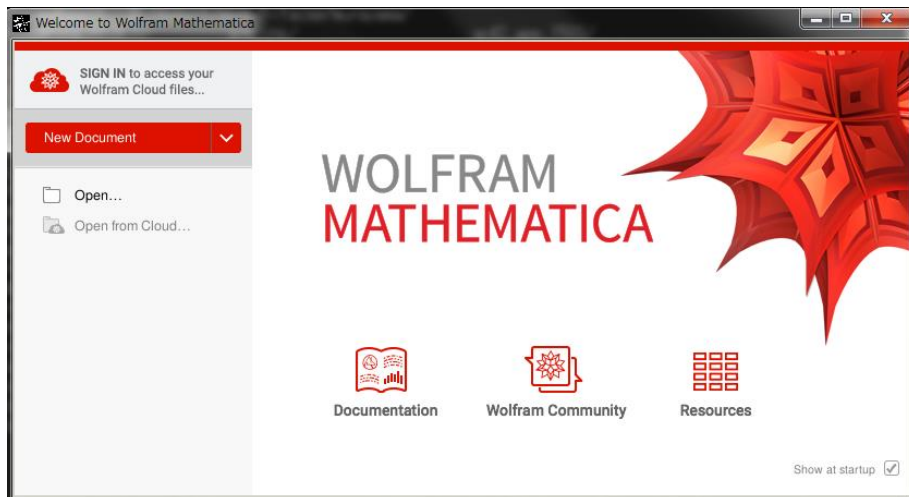 Welcome to Wolfram Mathematica
SIGN IN to access your
Wolfram Cloud files...
New Document
Open...
Open from Cloud...
WOLFRAM
MATHEMATICA
Documentation
Wolfram Community
Resources
Show at startup